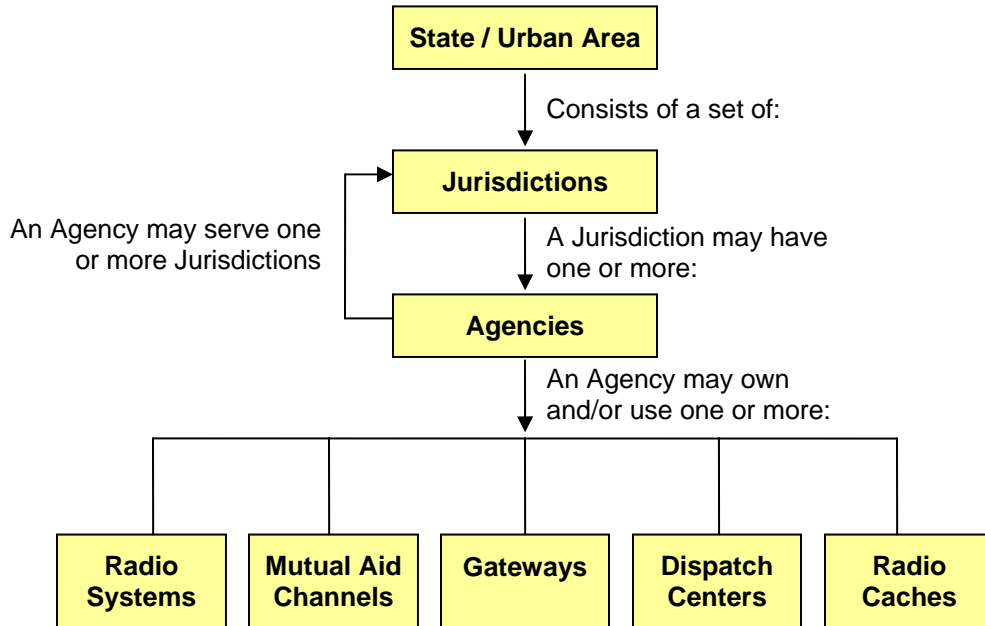 State / Urban Area
Consists of a set of:
Jurisdictions
An Agency may serve one
or more Jurisdictions
A Jurisdiction may have
one or more:
Agencies
An Agency may own
and/or use one or more:
Radio
Systems
Mutual Aid
Channels
Gateways
Dispatch
Centers
Radio
Caches